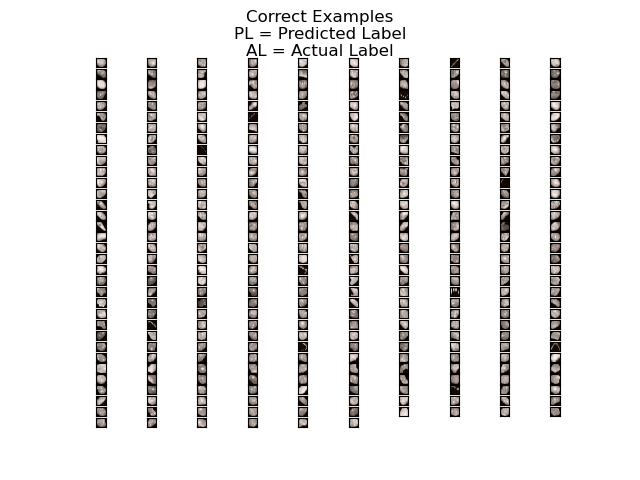 Correct Examples
PL = Predicted Label
AL = Actual Label